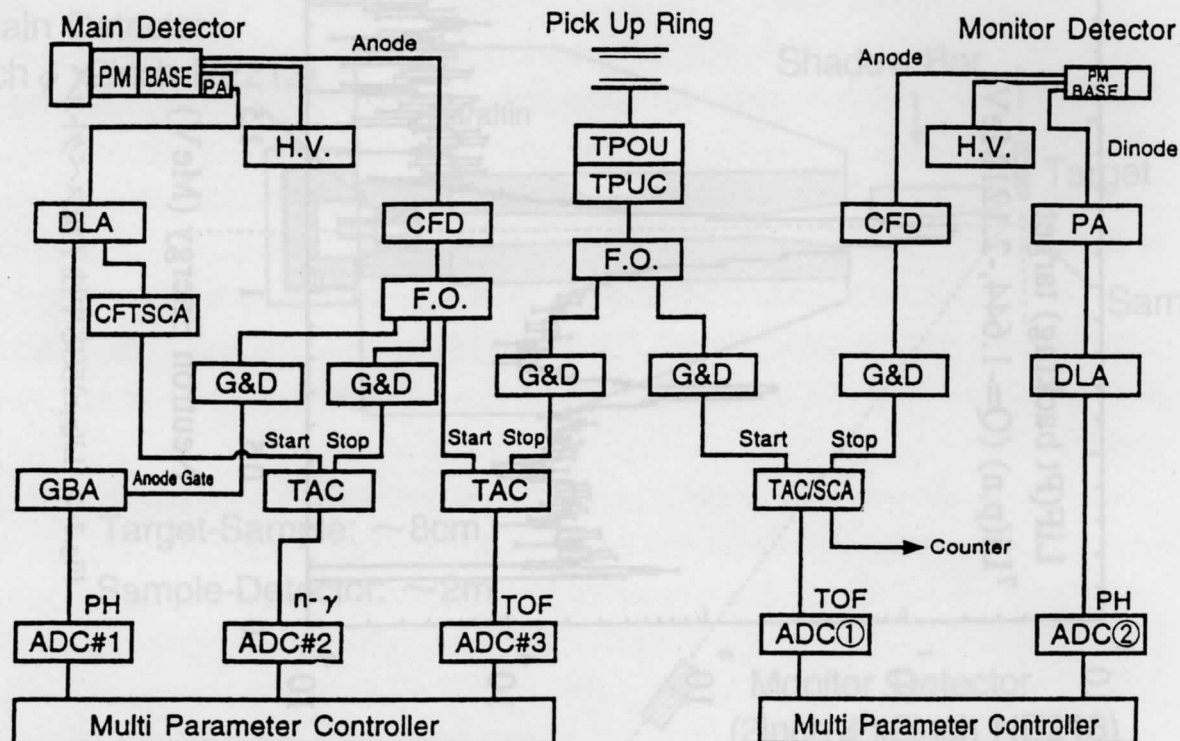 Main Detector
Pick Up Ring
Monitor Detector
Anode
Anode
PM BASE PA
PM
BASE
H.V.
TPOU
H.V.
Dinode
TPUC
DLA
CFD
CFD
PA
F.O.
F.O.
CFTSCA
G&D
G&D
G&D
G&D
G&D
DLA
Start Stop
Start Stop
Start Stop
GBA
Anode Gate
TAC
TAC
TAC/SCA
Counter
PH
n-γ
TOF
TOF
PH
ADC#1
ADC#2
ADC#3
ADC①
ADC②
Multi Parameter Controller
Multi Parameter Controller
Shadow Bar
Target
Target-Sample: ~8cm
Sample-Detector: ~2m
Monitor Detector
Neutron Energy (MeV)